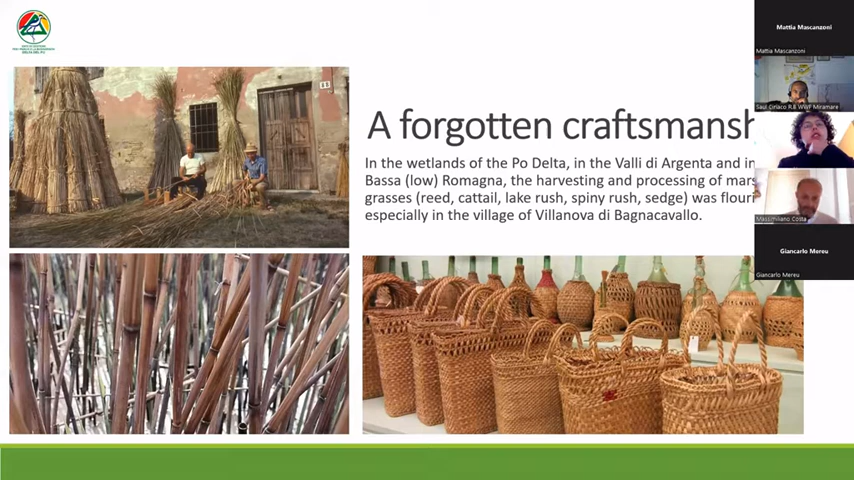 A forgotten craftsmansh
In the wetlands of the Po Delta, in the Valli di Argenta and in
Bassa (low) Romagna, the harvesting and processing of mars
grasses (reed, cattail, lake rush, spiny rush, sedge) was flouri
especially in the village of Villanova di Bagnacavallo.
Mattia Mascanzoni
Mattia Mascanzoni
Saul Ciriaco R.B WWF Miramare
Massimiliano Costa
Giancarlo Mereu
Giancarlo Mereu